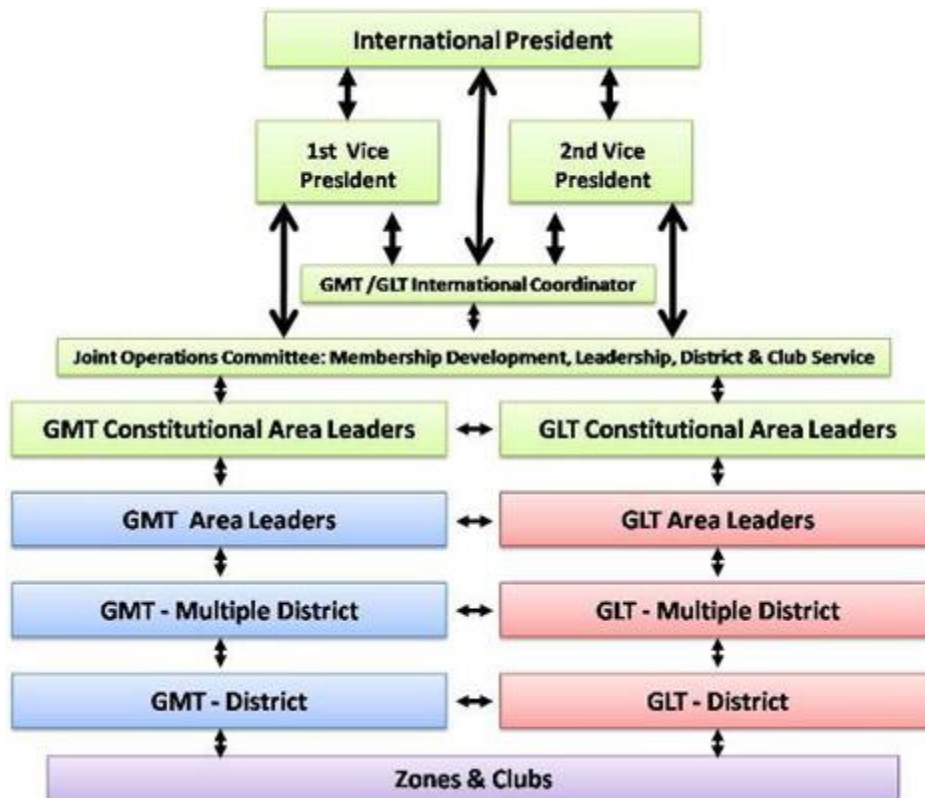 International President
1st Vice
President
2nd Vice
President
GMT /GLT International Coordinator
Joint Operations Committee: Membership Development, Leadership, District & Club Service
GMT Constitutional Area Leaders
GLT Constitutional Area Leaders
GMT Area Leaders
GLT Area Leaders
GMT - Multiple District
GLT - Multiple District
GMT - District
GLT - District
Zones & Clubs